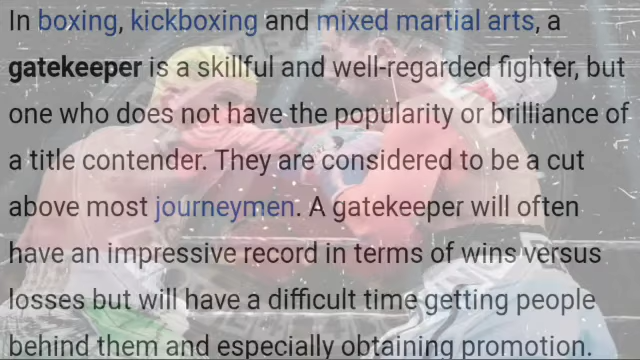 In boxing, kickboxing and mixed martial arts, a
gatekeeper is a skillful and well-regarded fighter, but
one who does not have the popularity or brilliance of
a title contender. They are considered to be a cut
above most journeymen. A gatekeeper will often
have an impressive record in terms of wins versus
losses but will have a difficult time getting people
behind them and especially obtaining promotion.